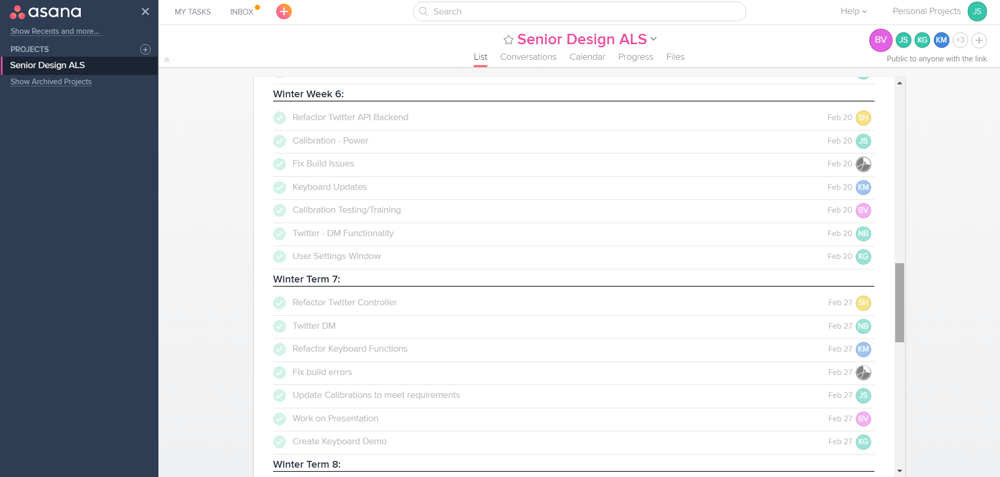 asana
MY TASKS
INBOX
Search
Help
Personal Projects
JS
Show Recents and more...
PROJECTS
Senior Design ALS
Show Archived Projects
Senior Design ALS
BV
JS
KG
KM
+3
List
Conversations
Calendar
Progress
Files
Public to anyone with the link
Winter Week 6:
Refactor Twitter API Backend Feb 20 SH
Calibration - Power Feb 20 JS
Fix Build Issues Feb 20
Keyboard Updates Feb 20 KM
Calibration Testing/Training Feb 20 BV
Twitter - DM Functionality Feb 20 NB
User Settings Window Feb 20 KG
Winter Term 7:
Refactor Twitter Controller Feb 27 SH
Twitter DM Feb 27 NB
Refactor Keyboard Functions Feb 27 KM
Fix build errors Feb 27
Update Calibrations to meet requirements Feb 27 JS
Work on Presentation Feb 27 BV
Create Keyboard Demo Feb 27 KG
Winter Term 8: